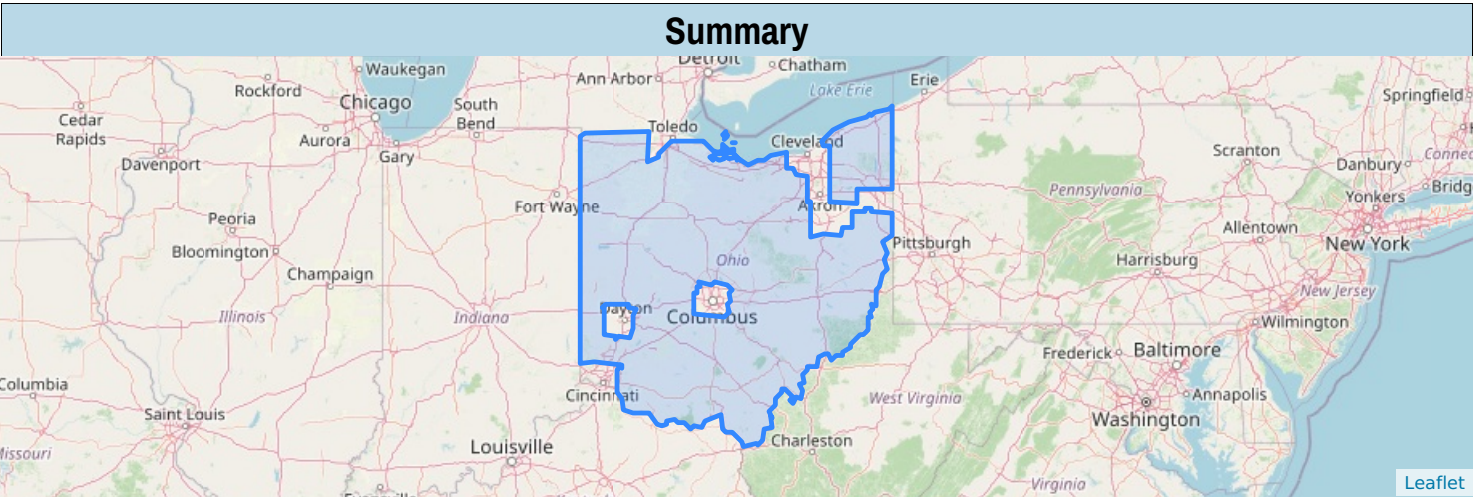 Summary
Detroit
Chatham
Erie
Waukegan
Ann Arbor
Lake Erie
Rockford
Chicago
South
Bend
Springfield
Cedar
Rapids
Toledo
Cleveland
Aurora
Gary
Davenport
Scranton
Danbury
Connec
Pennsylvania
Yonkers
Bridg
Fort Wayne
Akron
Peoria
Allentown
New York
Bloomington
Pittsburgh
Ohio
Harrisburg
Champaign
New Jersey
Illinois
Indiana
Dayton
Columbus
Wilmington
Frederick
Baltimore
Columbia
Cincinnati
West Virginia
Annapolis
Saint Louis
Washington
Charleston
Louisville
Missouri
Virginia
Leaflet